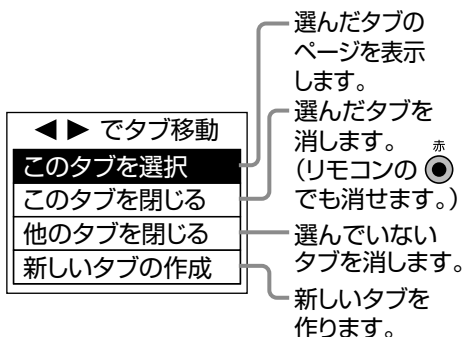 ◀▶ でタブ移動
このタブを選択
このタブを閉じる
他のタブを閉じる
新しいタブの作成
選んだタブの
ページを表示
します。
選んだタブを
消します。 赤
(リモコンの ◉
でも消せます。)
選んでいない
タブを消します。
新しいタブを
作ります。